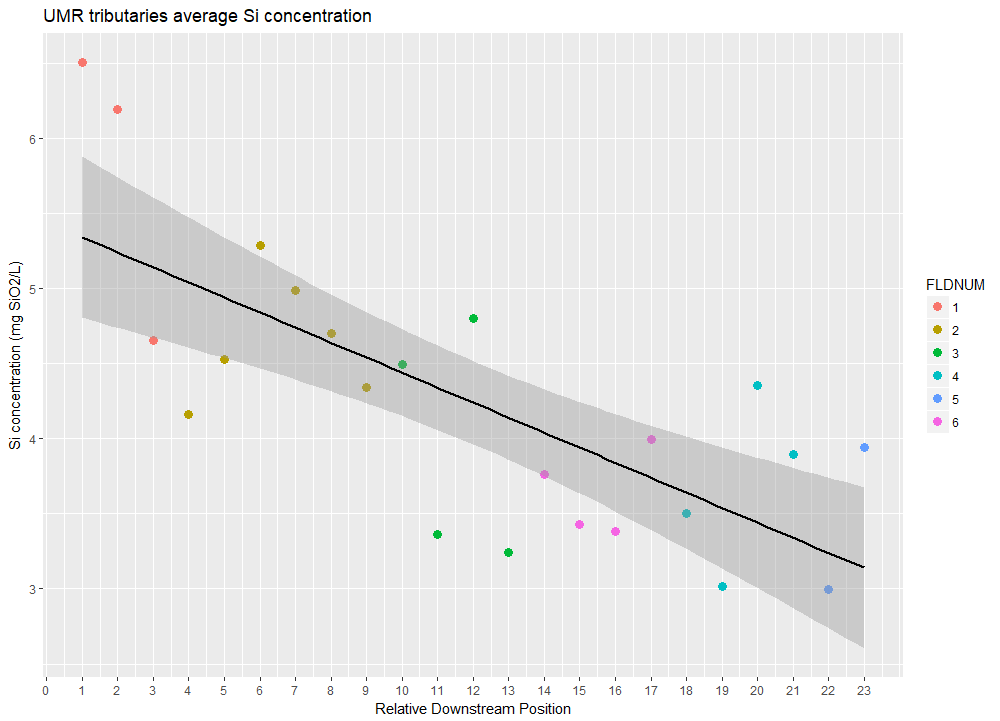 UMR tributaries average Si concentration
Si concentration (mg SiO2/L)
6
5
4
3
0 1 2 3 4 5 6 7 8 9 10 11 12 13 14 15 16 17 18 19 20 21 22 23
Relative Downstream Position
FLDNUM
1
2
3
4
5
6